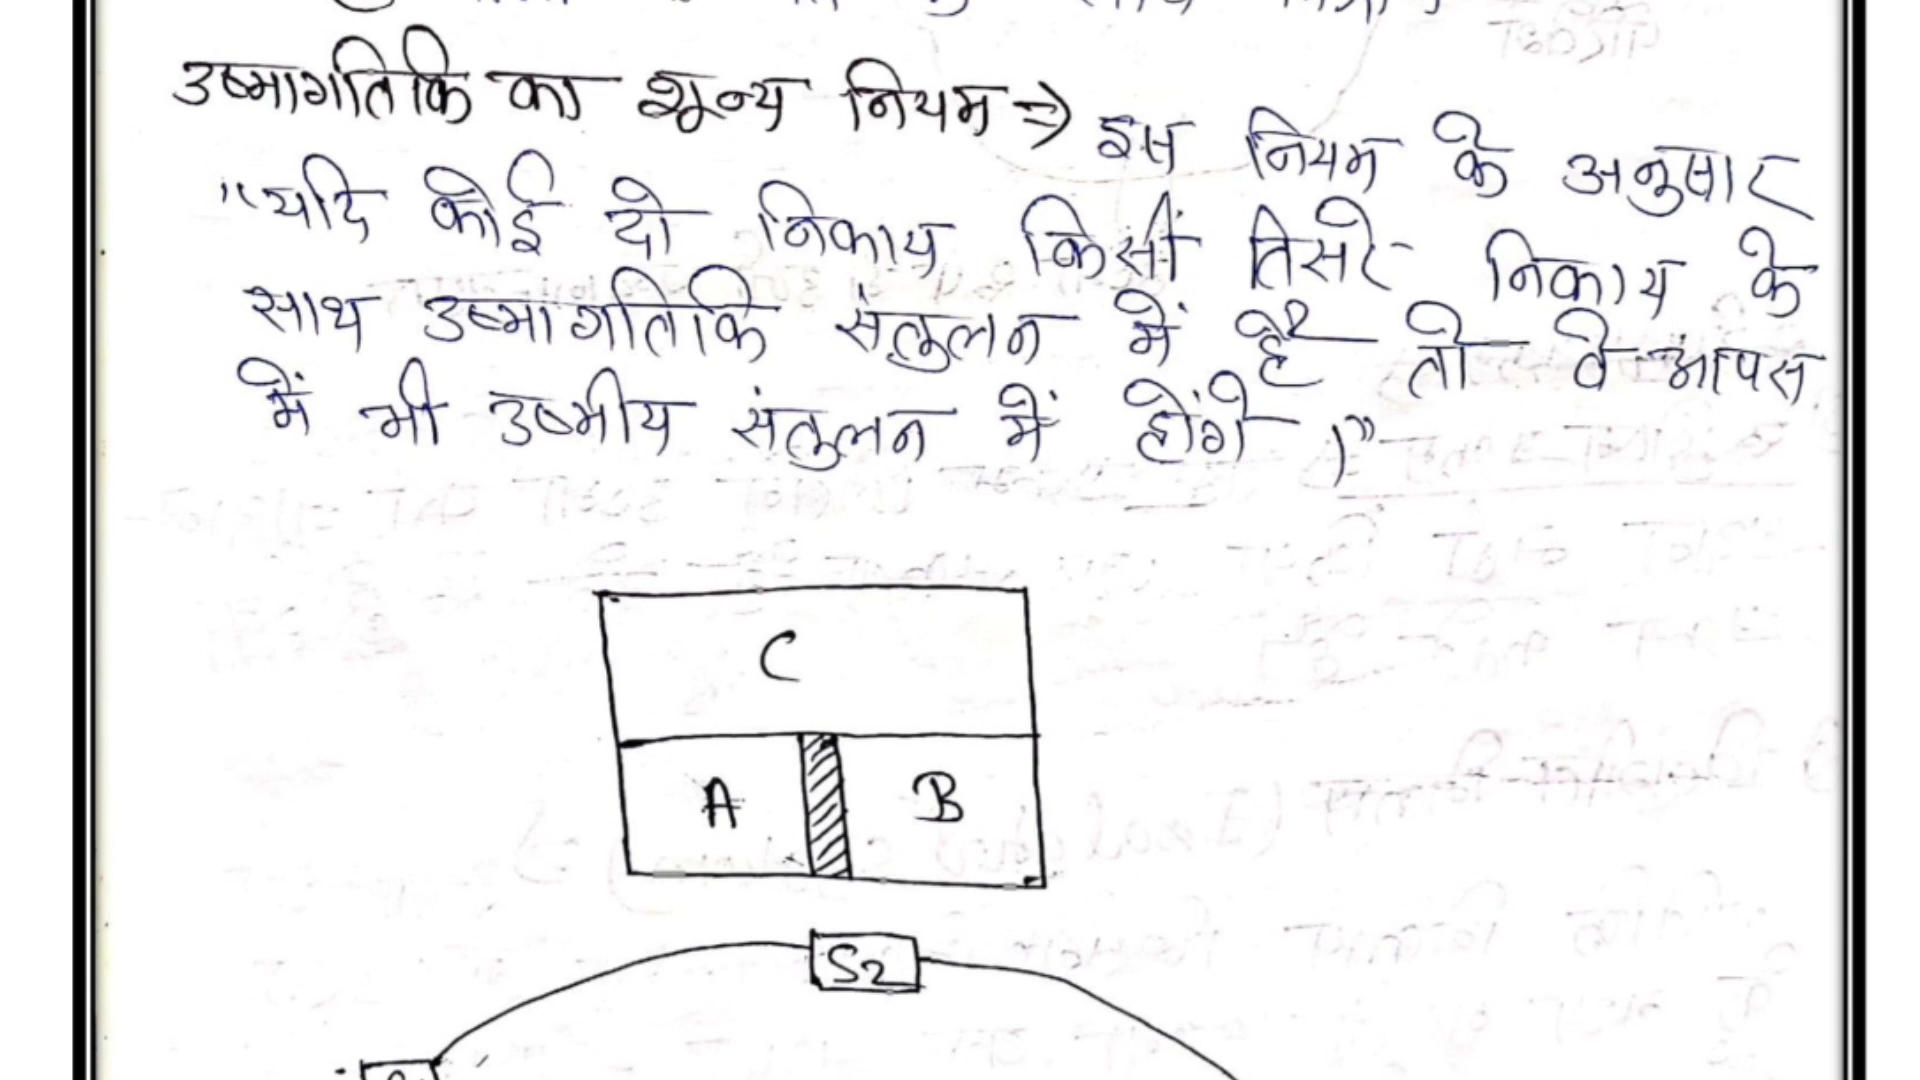 उष्मागतिकि का शून्य नियम ⇒ इस नियम के अनुसार
"यदि कोई दो निकाय किसीं तिसरे निकाय के
साथ उष्मागतिकि संतुलन में है तो वे आपस
में भी उष्मीय संतुलन में होंगे ।"
C
A B
S2